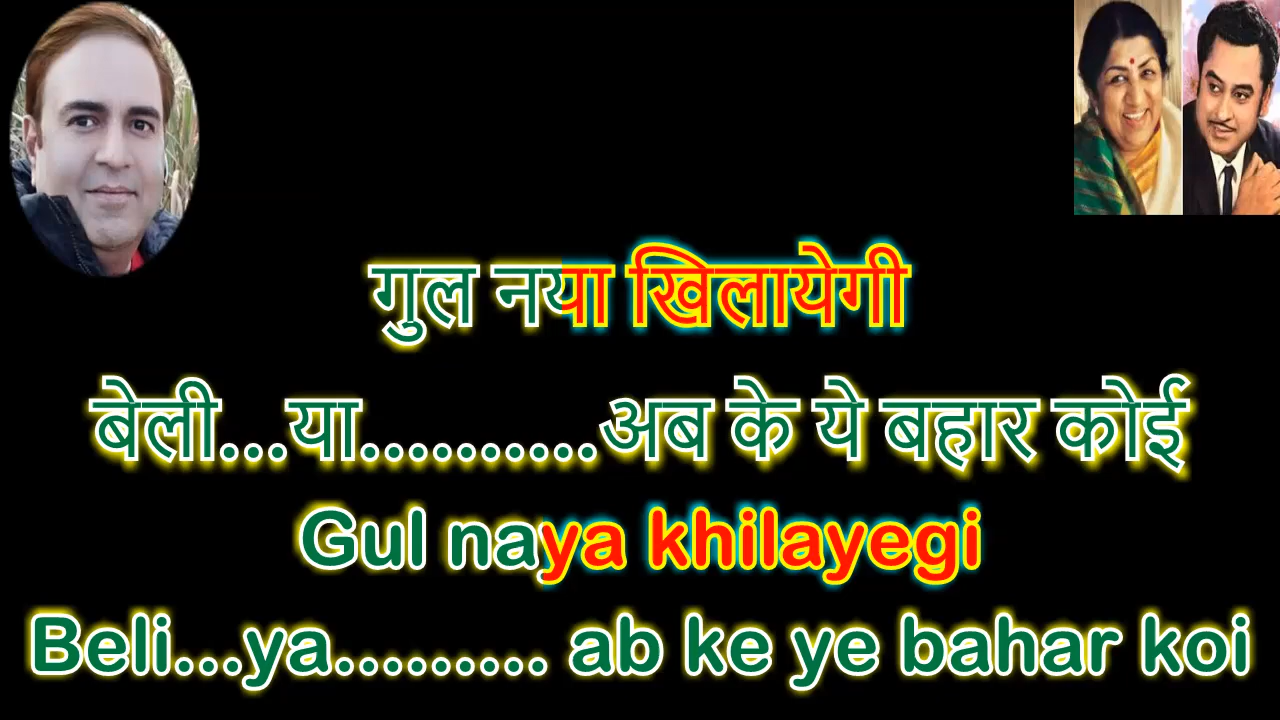 गुल नया खिलायेगी
बेली...या..........अब के ये बहार कोई
Gul naya khilayegi
Beli...ya......... ab ke ye bahar koi